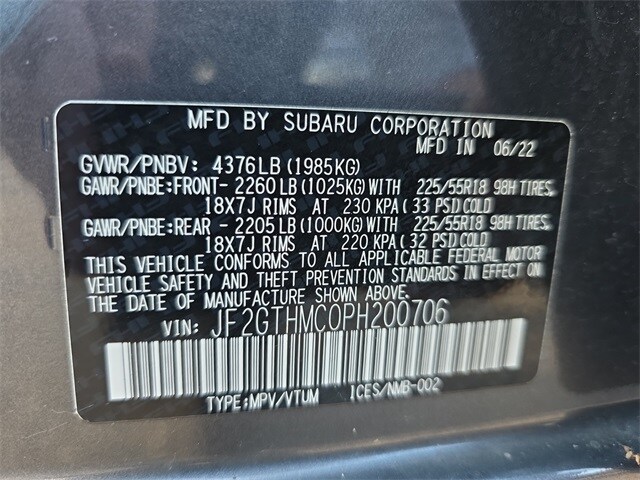 MFD BY SUBARU CORPORATION
MFD IN 06/22
GVWR/PNBV: 4376LB (1985KG)
GAWR/PNBE:FRONT- 2260 LB (1025KG) WITH 225/55R18 98H TIRES,
18X7J RIMS AT 230 KPA (33 PSI) COLD
GAWR/PNBE:REAR - 2205 LB (1000KG) WITH 225/55R18 98H TIRES,
18X7J RIMS AT 220 KPA (32 PSI) COLD
THIS VEHICLE CONFORMS TO ALL APPLICABLE FEDERAL MOTOR
VEHICLE SAFETY AND THEFT PREVENTION STANDARDS IN EFFECT ON
THE DATE OF MANUFACTURE SHOWN ABOVE.
VIN: JF2GTHMC0PH200706
TYPE:MPV/VTUM ICES/NMB-002